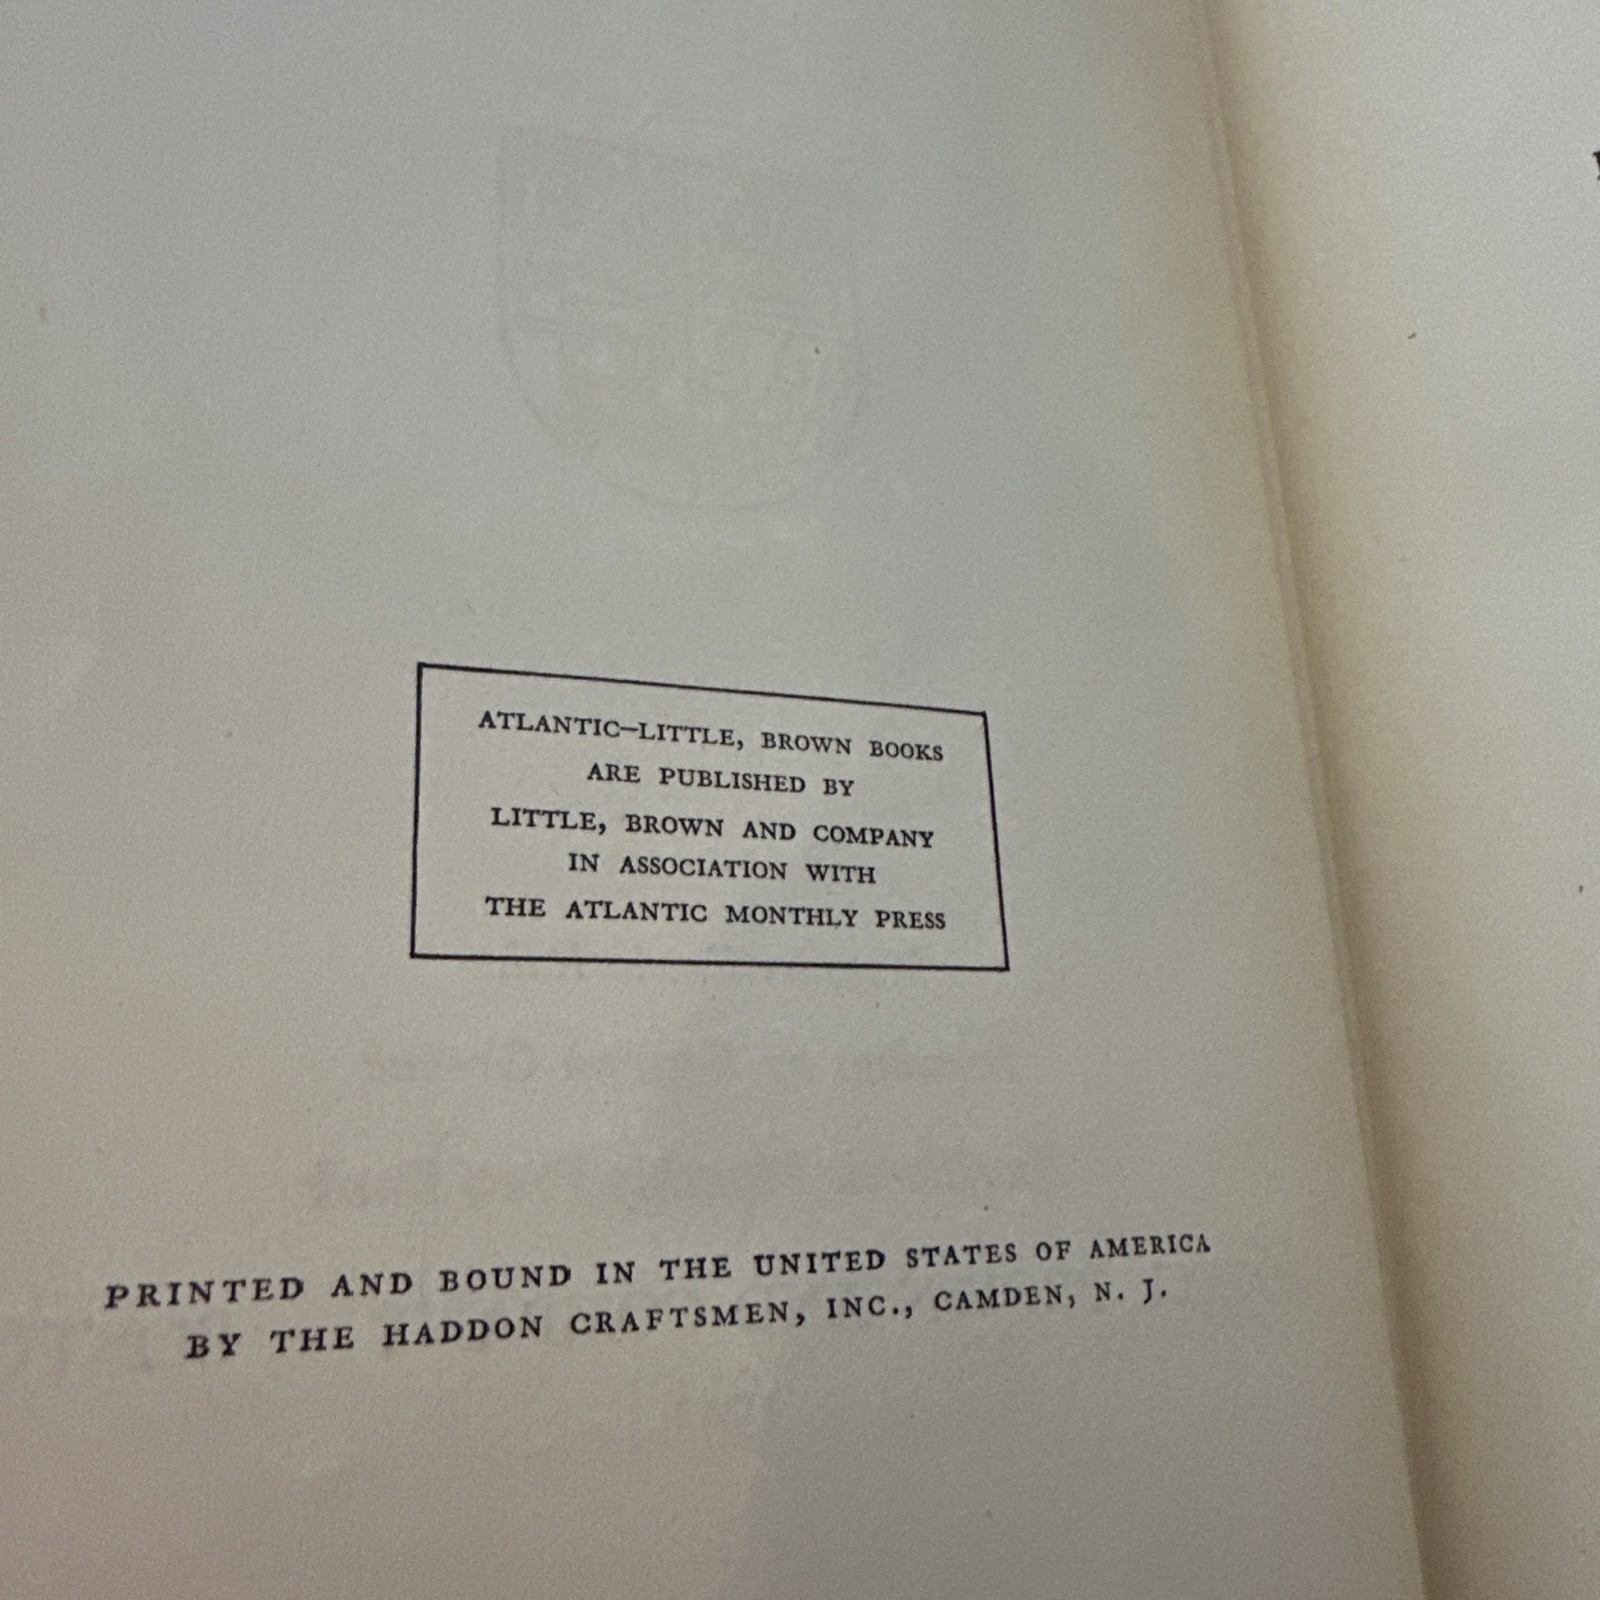 ATLANTIC–LITTLE, BROWN BOOKS
ARE PUBLISHED BY
LITTLE, BROWN AND COMPANY
IN ASSOCIATION WITH
THE ATLANTIC MONTHLY PRESS
PRINTED AND BOUND IN THE UNITED STATES OF AMERICA
BY THE HADDON CRAFTSMEN, INC., CAMDEN, N. J.